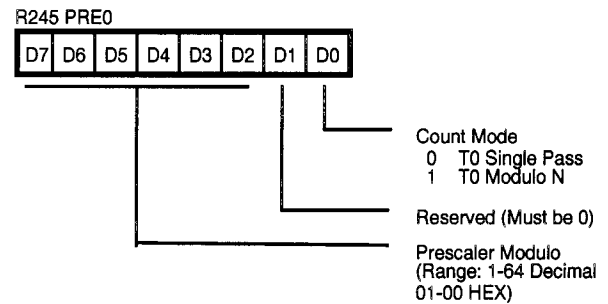 R245 PRE0
D7 D6 D5 D4 D3 D2 D1 D0
Count Mode
0 T0 Single Pass
1 T0 Modulo N
Reserved (Must be 0)
Prescaler Modulo
(Range: 1-64 Decimal
01-00 HEX)